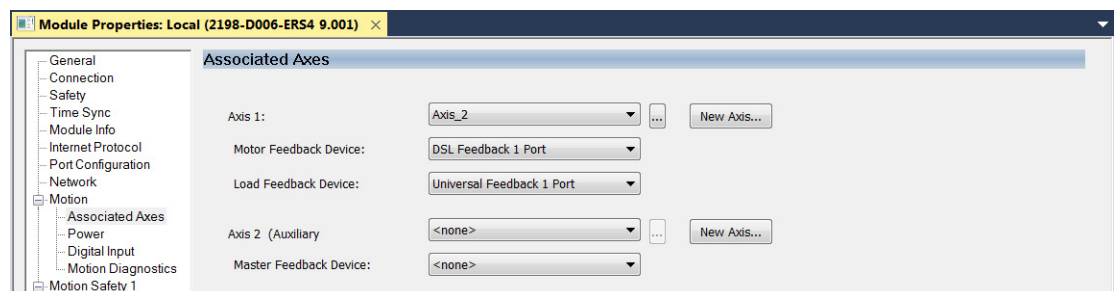 Module Properties: Local (2198-D006-ERS4 9.001) ×
General
Connection
Safety
Time Sync
Module Info
Internet Protocol
Port Configuration
Network
Motion
Associated Axes
Power
Digital Input
Motion Diagnostics
Motion Safety 1
Associated Axes
Axis 1: Axis_2 ... New Axis...
Motor Feedback Device: DSL Feedback 1 Port
Load Feedback Device: Universal Feedback 1 Port
Axis 2 (Auxiliary <none> ... New Axis...
Master Feedback Device: <none>